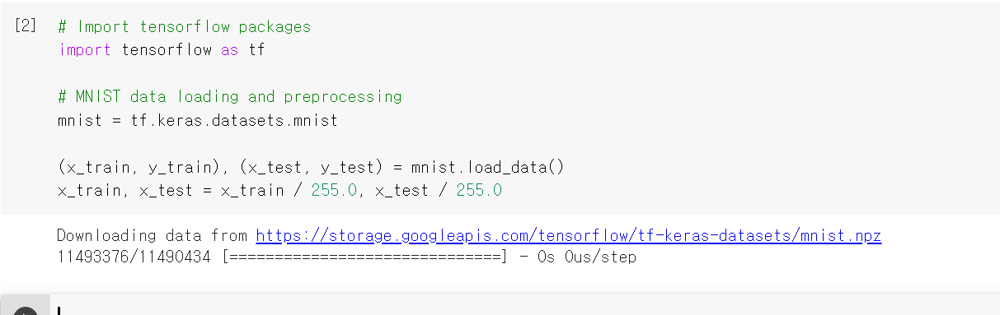 [2] # Import tensorflow packages
import tensorflow as tf
# MNIST data loading and preprocessing
mnist = tf.keras.datasets.mnist
(x_train, y_train), (x_test, y_test) = mnist.load_data()
x_train, x_test = x_train / 255.0, x_test / 255.0
Downloading data from https://storage.googleapis.com/tensorflow/tf-keras-datasets/mnist.npz
11493376/11490434 [==============================] - 0s 0us/step